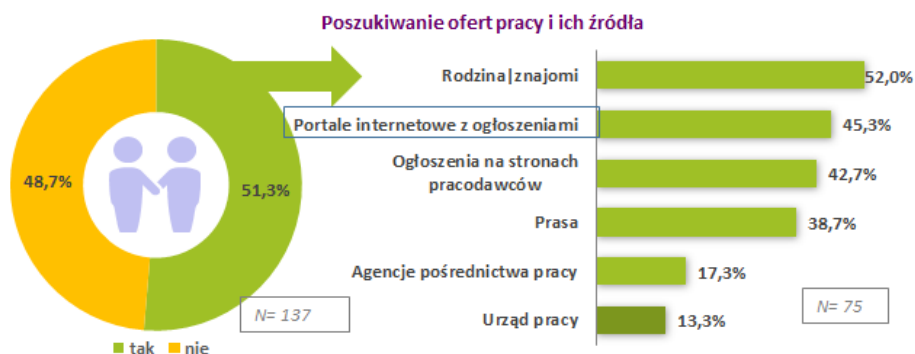 Poszukiwanie ofert pracy i ich źródła
48,7%
51,3%
N= 137
tak nie
Rodzina|znajomi 52,0%
Portale internetowe z ogłoszeniami 45,3%
Ogłoszenia na stronach
pracodawców 42,7%
Prasa 38,7%
Agencje pośrednictwa pracy 17,3%
Urząd pracy 13,3%
N= 75